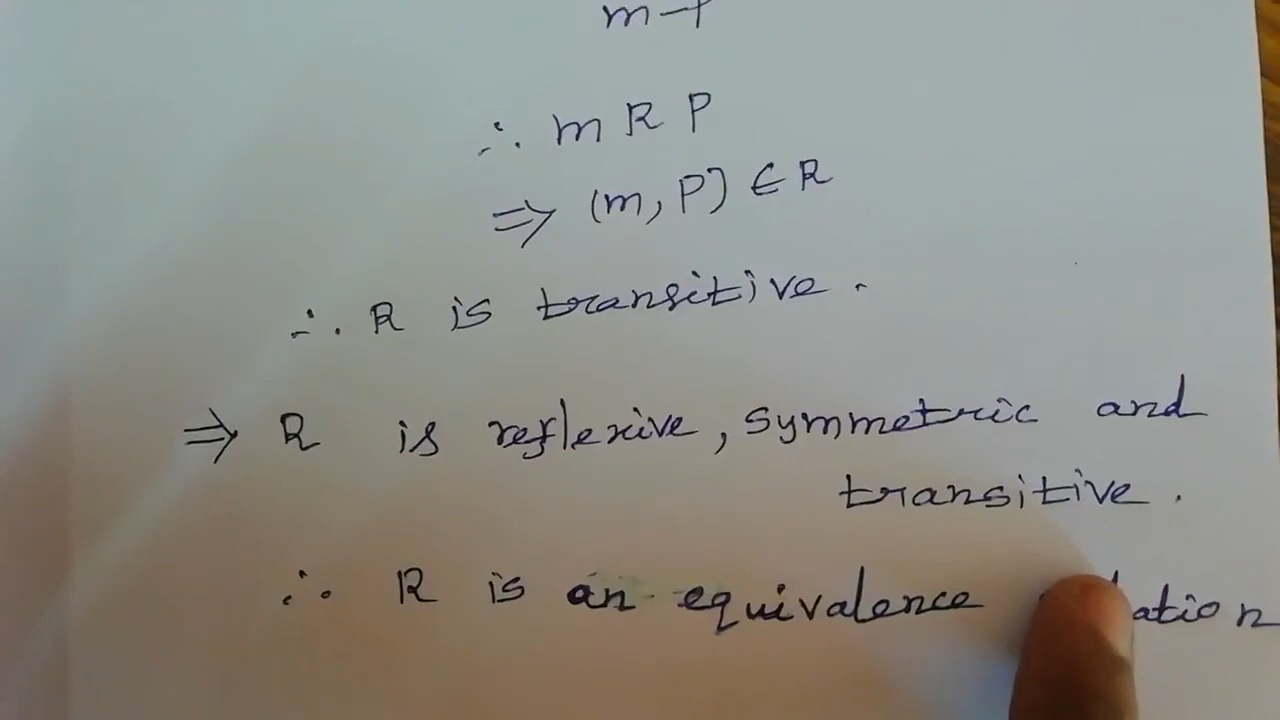 ∴ m R P
⇒ (m, P) ∈ R
∴ R is transitive.
⇒ R is reflexive, symmetric and
transitive.
∴ R is an equivalence